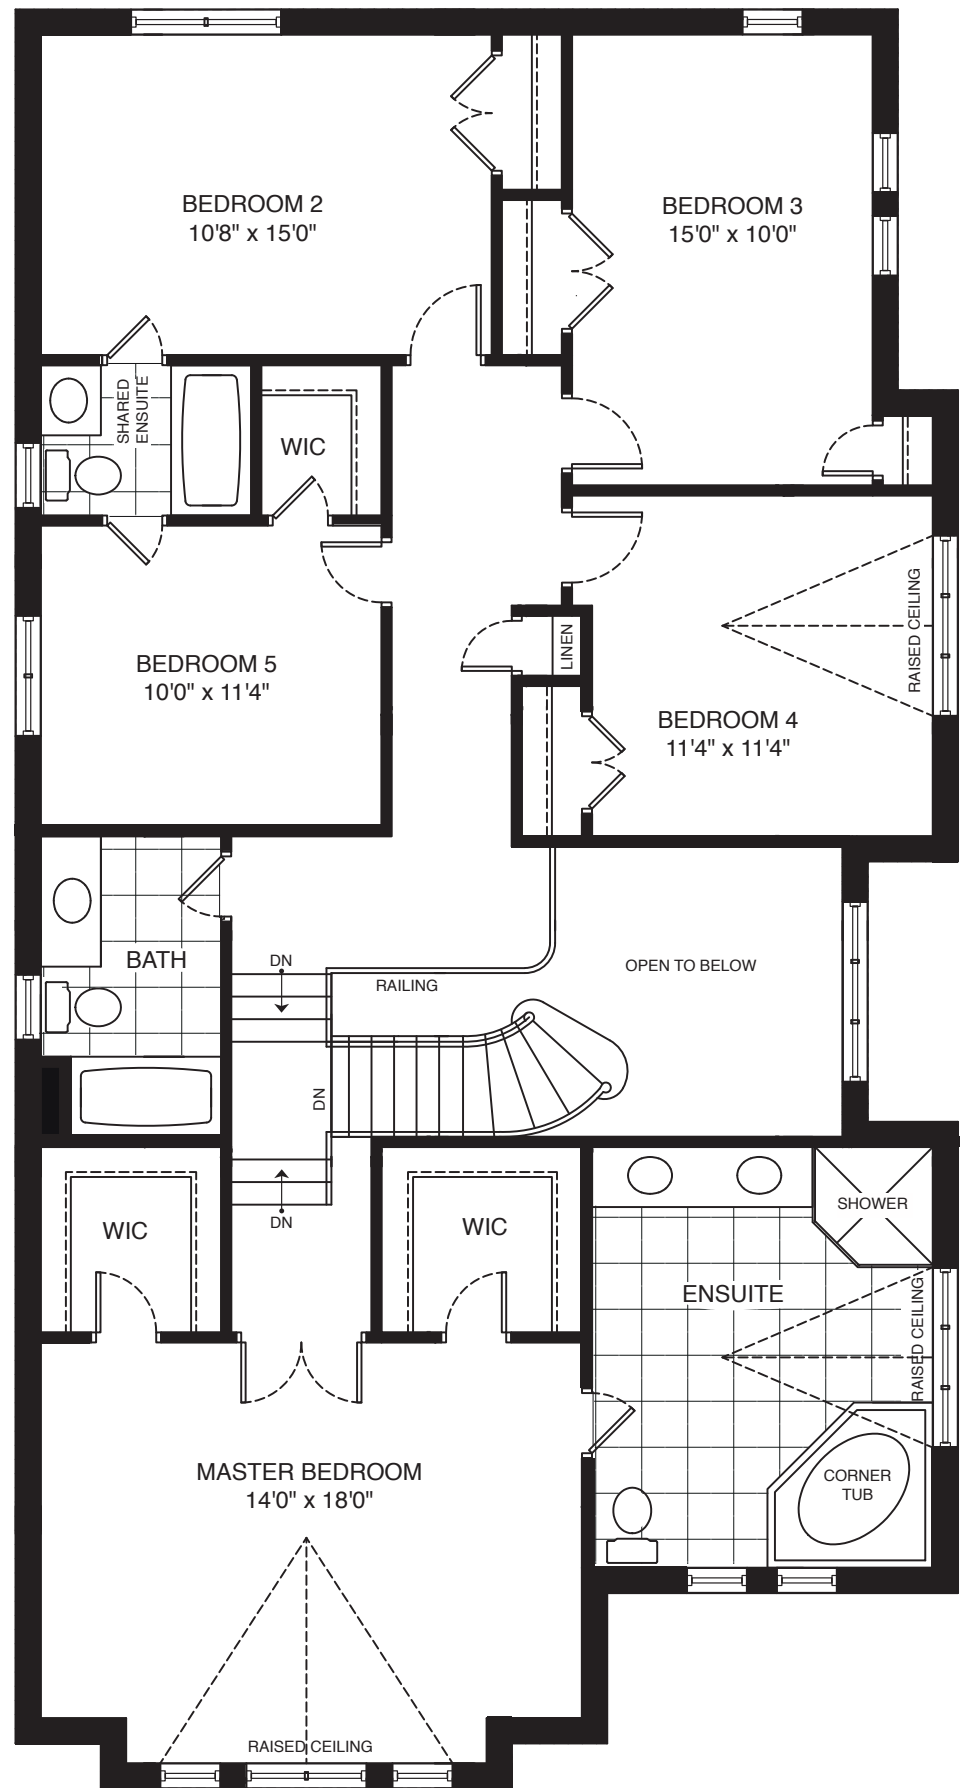 BEDROOM 2
10'8" x 15'0"
BEDROOM 3
15'0" x 10'0"
SHARED
ENSUITE
WIC
LINEN
RAISED CEILING
BEDROOM 5
10'0" x 11'4"
BEDROOM 4
11'4" x 11'4"
BATH
DN
RAILING
OPEN TO BELOW
DN
DN
WIC
WIC
SHOWER
ENSUITE
RAISED CEILING
MASTER BEDROOM
14'0" x 18'0"
CORNER
TUB
RAISED CEILING